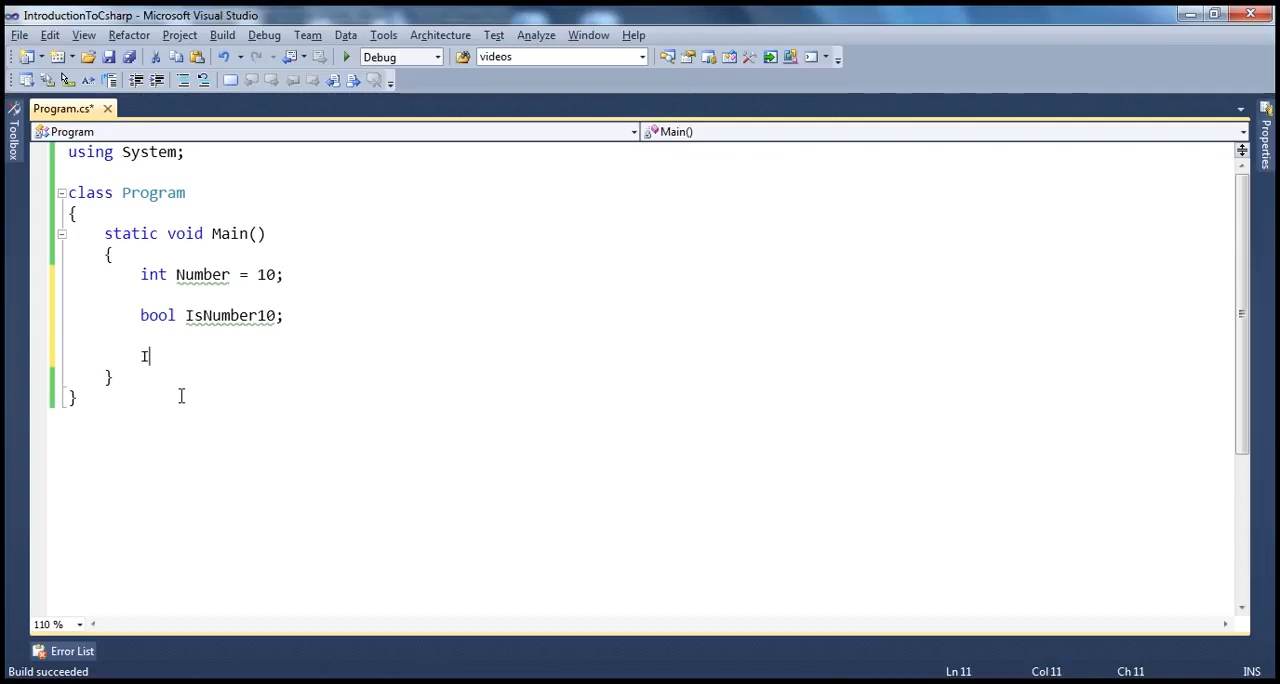 IntroductionToCsharp - Microsoft Visual Studio
File Edit View Refactor Project Build Debug Team Data Tools Architecture Test Analyze Window Help
Debug videos
Program.cs*
Program Main()
Toolbox
Properties
using System;
class Program
{
static void Main()
{
int Number = 10;
bool IsNumber10;
I
}
}
110 %
Error List
Build succeeded Ln 11 Col 11 Ch 11 INS